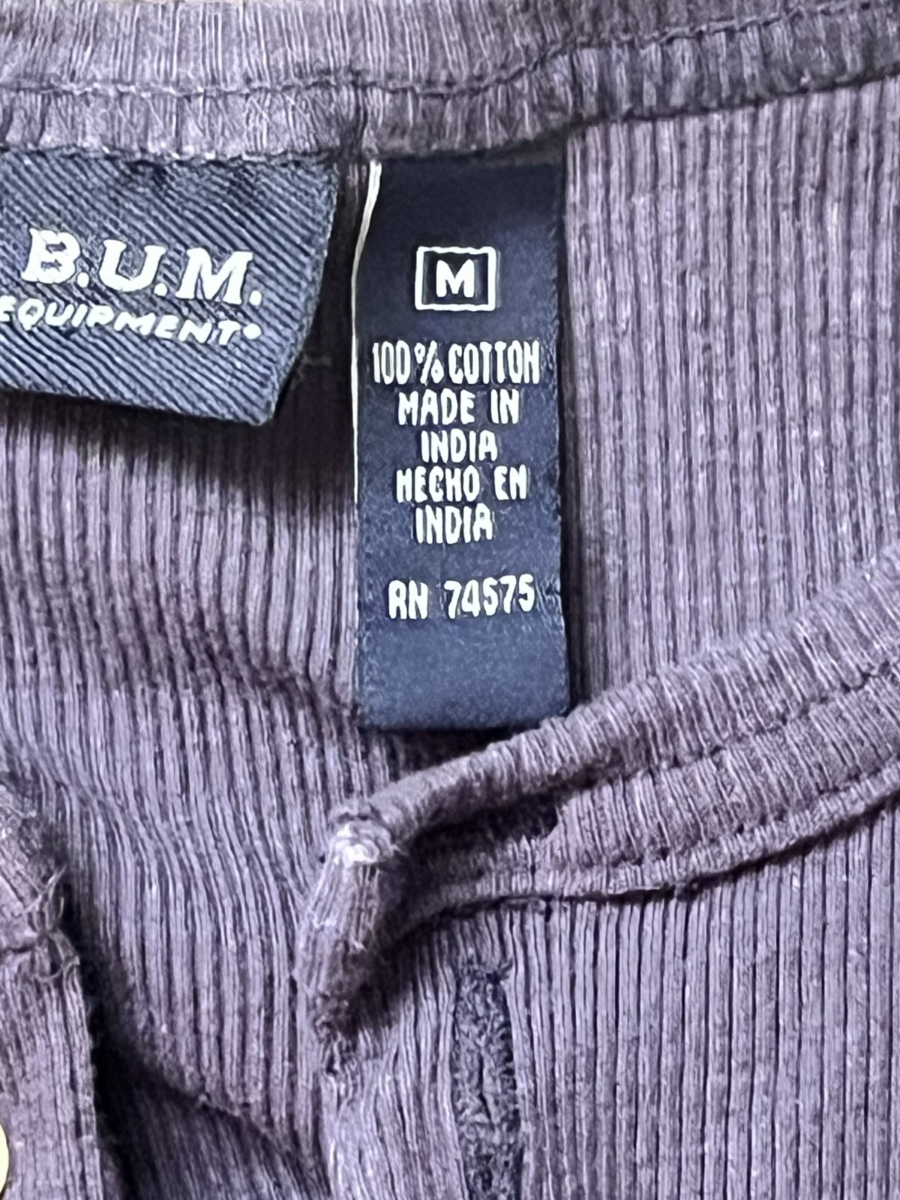 B.U.M.
EQUIPMENT
M
100% COTTON
MADE IN
INDIA
HECHO EN
INDIA
RN 74575